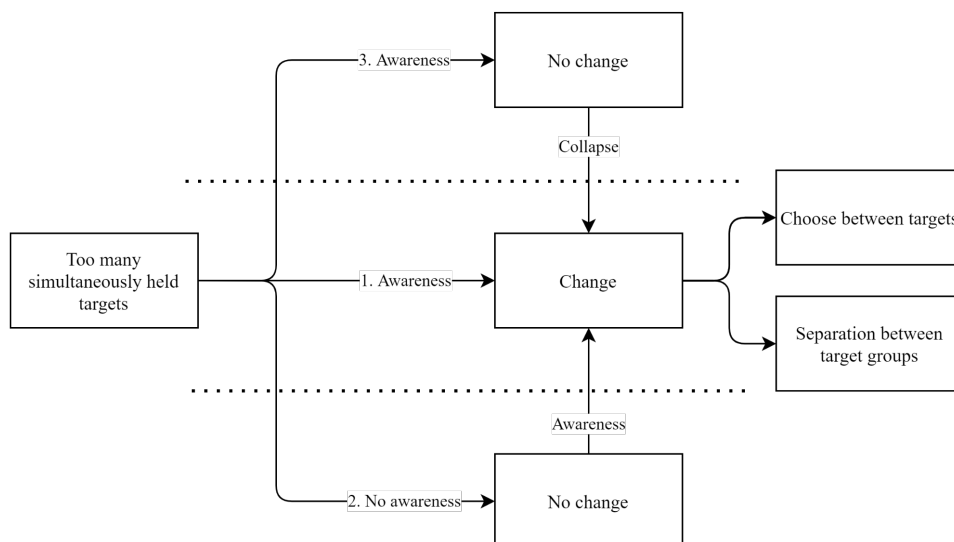 3. Awareness
No change
Collapse
Choose between targets
Too many
simultaneously held
targets
1. Awareness
Change
Separation between
target groups
Awareness
2. No awareness
No change